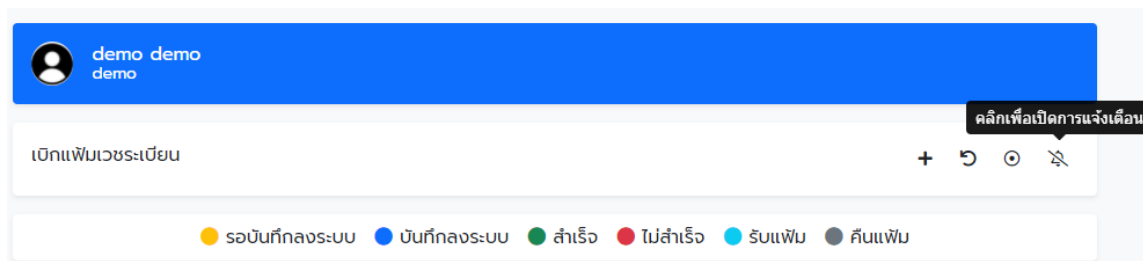 demo demo
demo
คลิกเพื่อเปิดการแจ้งเตือน
เบิกแฟ้มเวชระเบียน
รอบันทึกลงระบบ บันทึกลงระบบ สำเร็จ ไม่สำเร็จ รับแฟ้ม คืนแฟ้ม